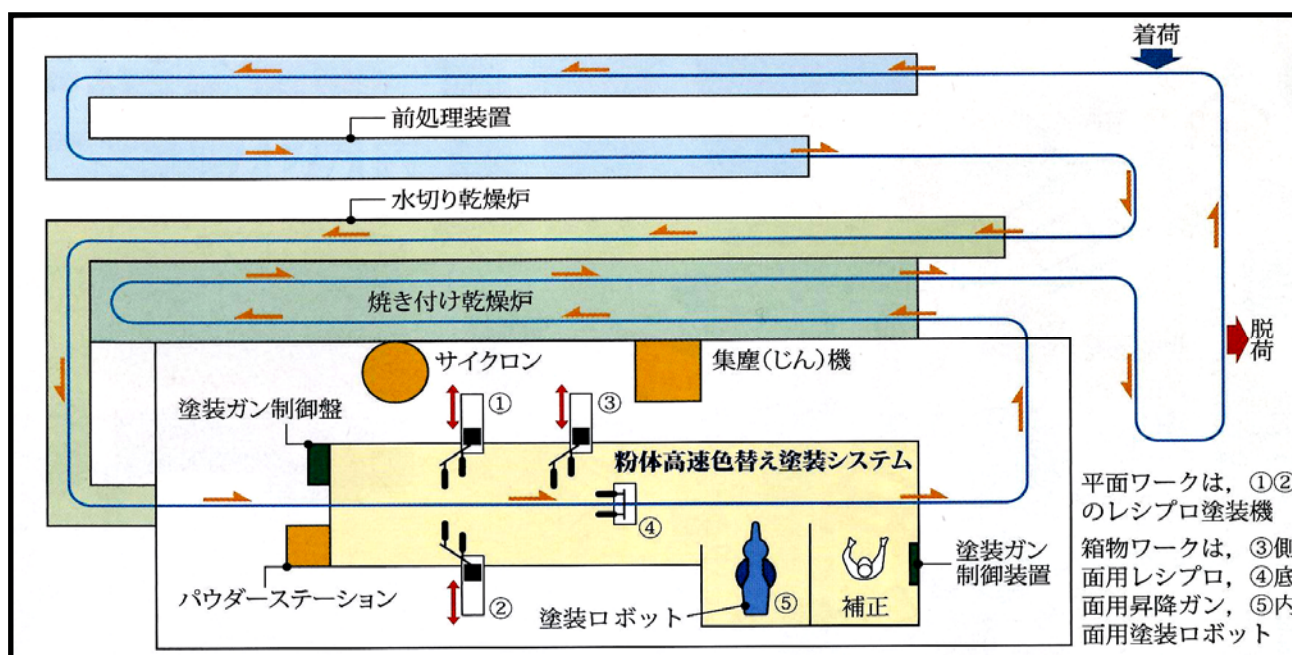 着荷
前処理装置
水切り乾燥炉
焼き付け乾燥炉
脱荷
サイクロン
集塵(じん)機
①
③
塗装ガン制御盤
粉体高速色替え塗装システム
④
パウダーステーション
②
塗装ロボット
⑤
補正
塗装ガン
制御装置
平面ワークは，①②
のレシプロ塗装機
箱物ワークは，③側
面用レシプロ，④底
面用昇降ガン，⑤内
面用塗装ロボット